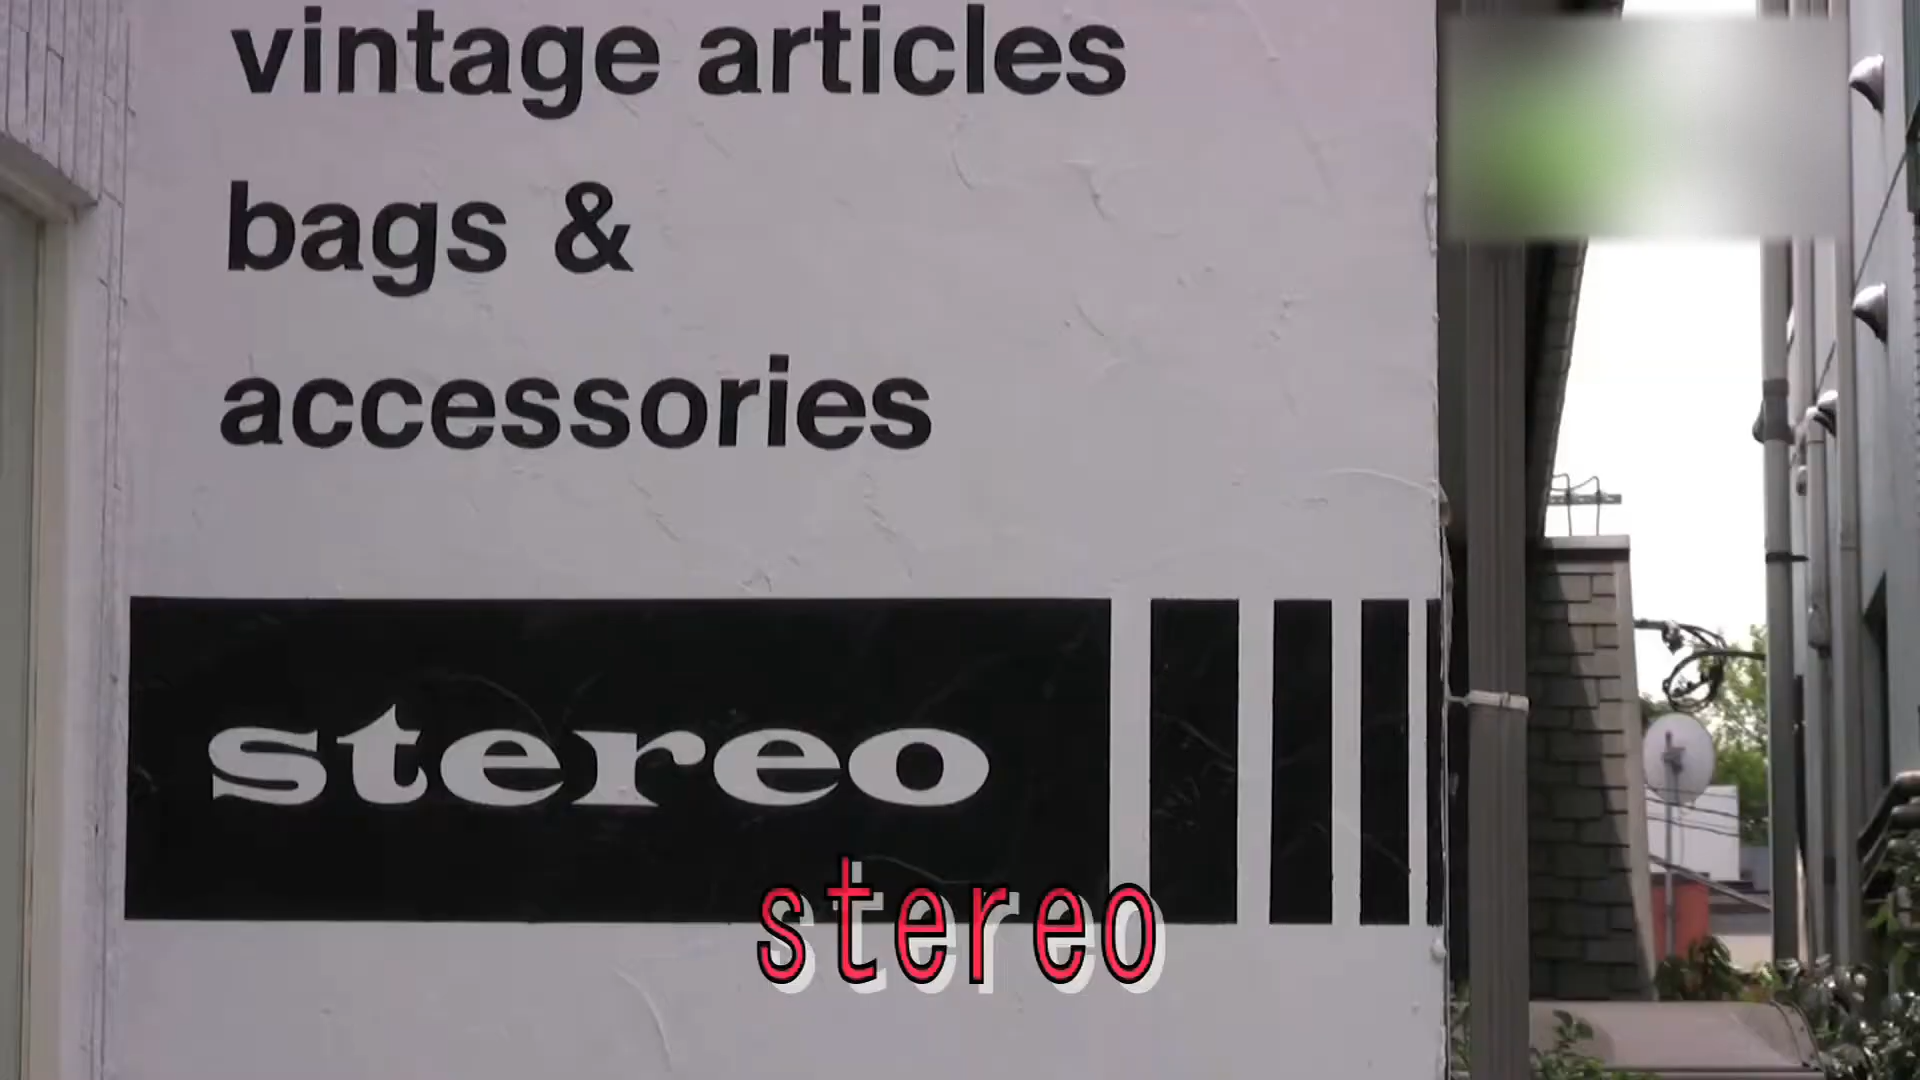 vintage articles
bags &
accessories
stereo
stereo